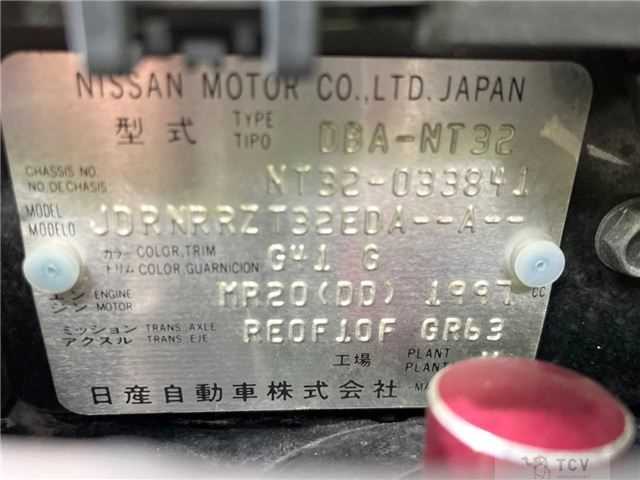 NISSAN MOTOR CO.,LTD.JAPAN
型式 TYPE TIPO DBA-NT32
CHASSIS NO. NO.DE CHASIS NT32-033841
MODEL MODELO JDRNRRZT32EDA--A--
カラー COLOR,TRIM
トリム COLOR,GUARNICION G41 G
エンジン ENGINE MOTOR MR20(DD) 1997 CC
ミッション TRANS.AXLE
アクスル TRANS.EJE RE0F10F GR63
工場 PLANT
日産自動車株式会社
TCV